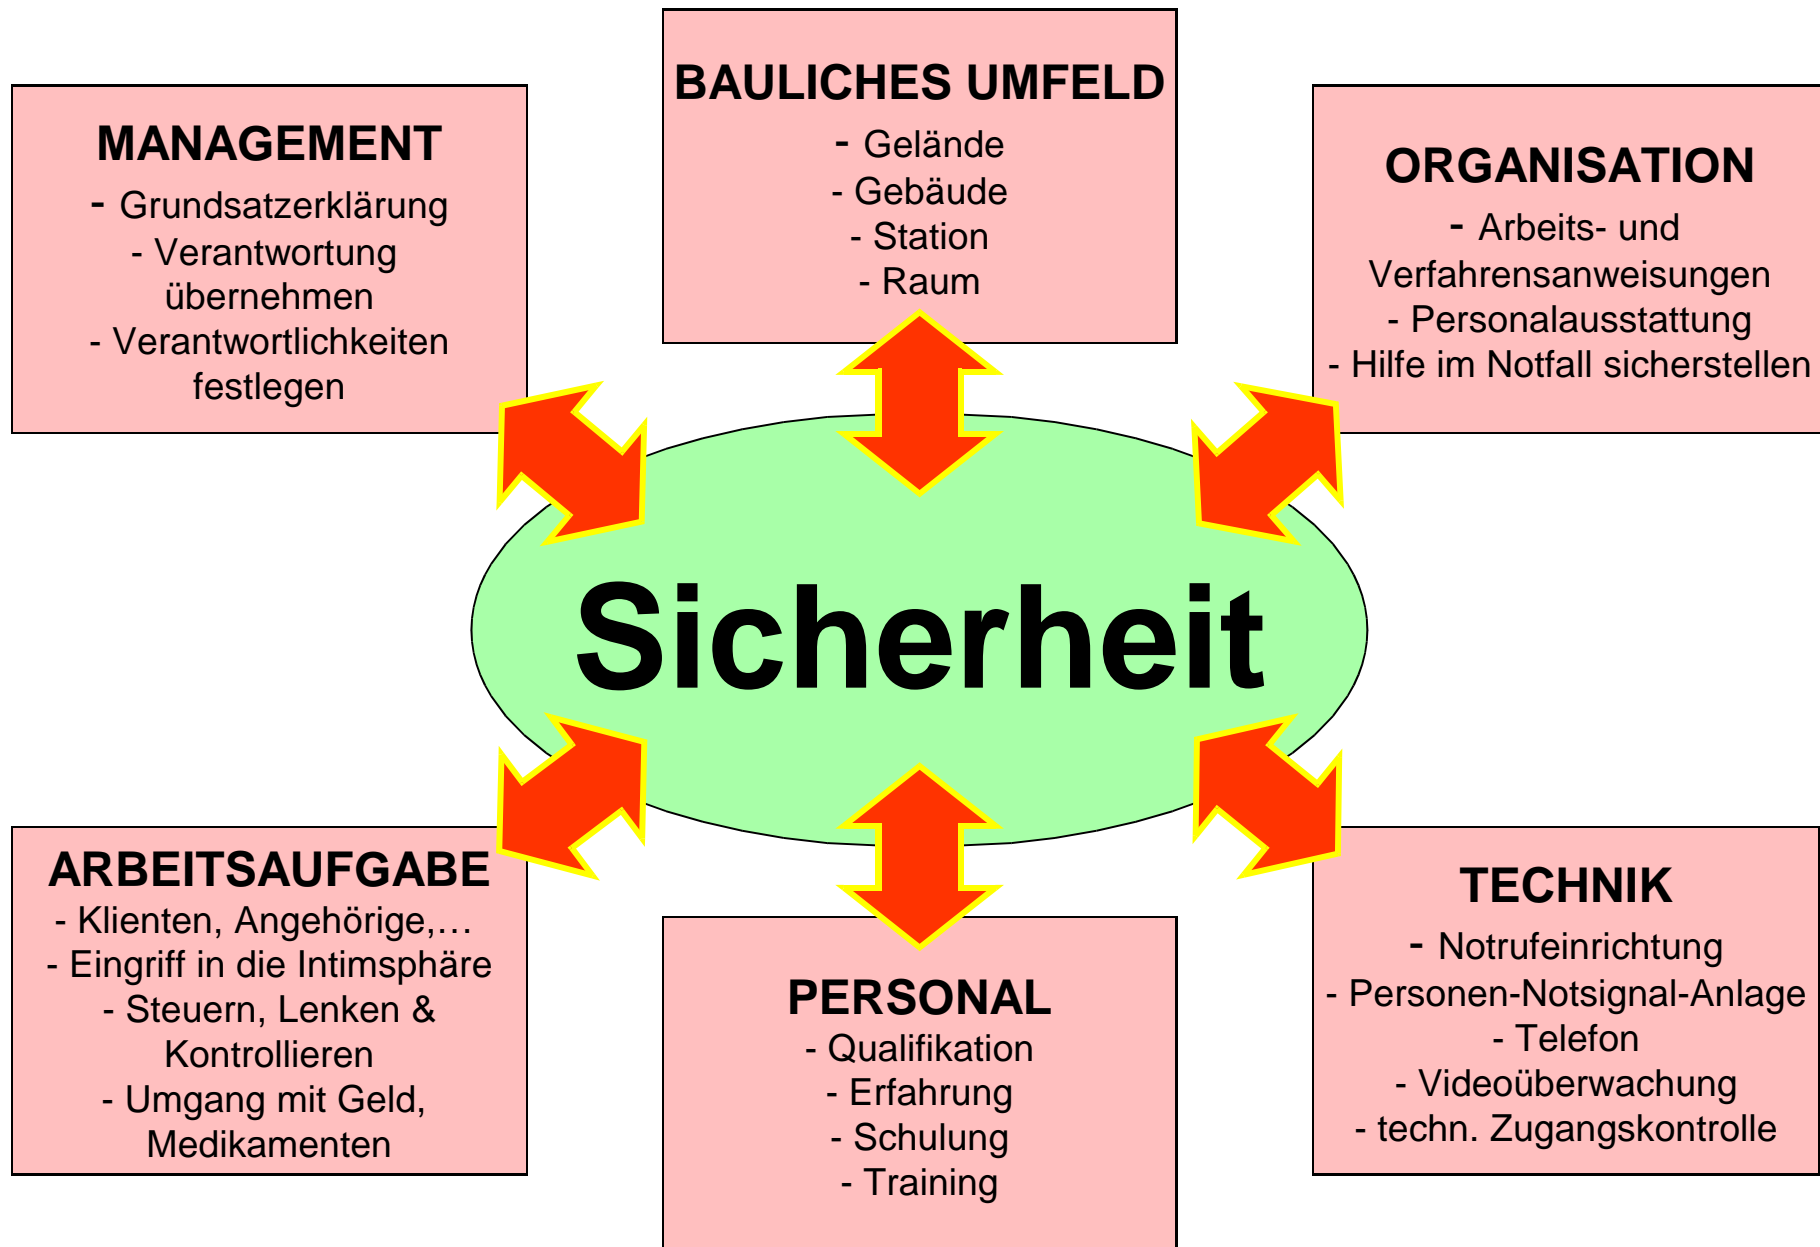 BAULICHES UMFELD
- Gelände
- Gebäude
- Station
- Raum
MANAGEMENT
- Grundsatzerklärung
- Verantwortung
übernehmen
- Verantwortlichkeiten
festlegen
ORGANISATION
- Arbeits- und
Verfahrensanweisungen
- Personalausstattung
- Hilfe im Notfall sicherstellen
Sicherheit
ARBEITSAUFGABE
- Klienten, Angehörige,…
- Eingriff in die Intimsphäre
- Steuern, Lenken &
Kontrollieren
- Umgang mit Geld,
Medikamenten
PERSONAL
- Qualifikation
- Erfahrung
- Schulung
- Training
TECHNIK
- Notrufeinrichtung
- Personen-Notsignal-Anlage
- Telefon
- Videoüberwachung
- techn. Zugangskontrolle